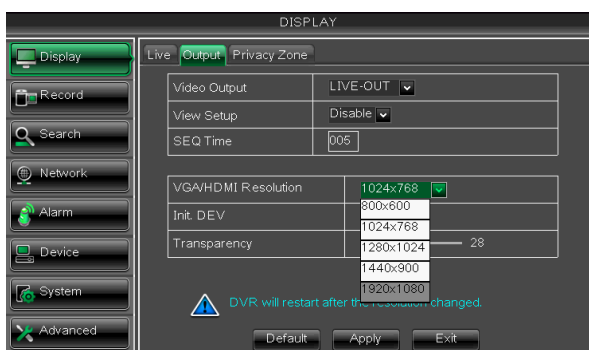 DISPLAY
Display
Record
Search
Network
Alarm
Device
System
Advanced
Live Output Privacy Zone
Video Output LIVE-OUT
View Setup Disable
SEQ Time 005
VGA/HDMI Resolution 1024x768
Init. DEV
Transparency 28
800x600
1024x768
1280x1024
1440x900
1920x1080
DVR will restart after the resolution changed.
Default Apply Exit